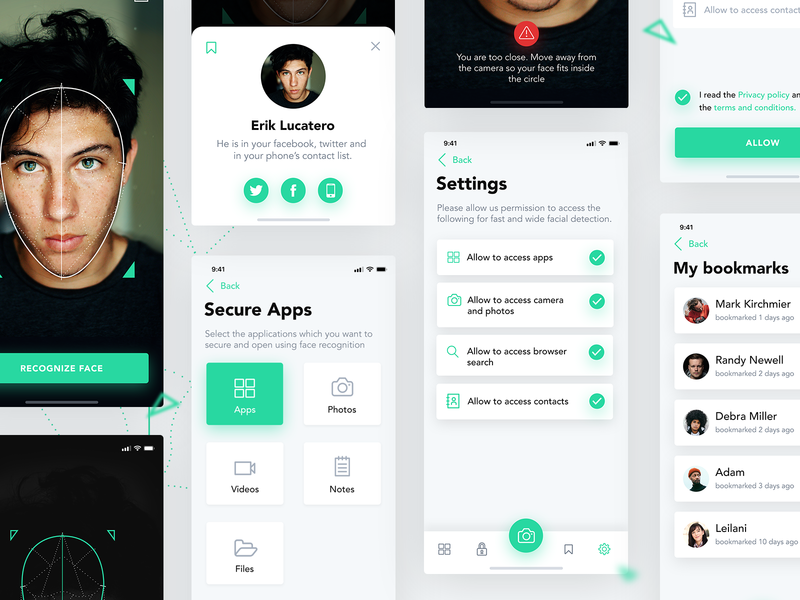 RECOGNIZE FACE
Erik Lucatero
He is in your facebook, twitter and
in your phone's contact list.
9:41
Back
Secure Apps
Select the applications which you want to
secure and open using face recognition
Apps
Photos
Videos
Notes
Files
You are too close. Move away from
the camera so your face fits inside
the circle
9:41
Back
Settings
Please allow us permission to access the
following for fast and wide facial detection.
Allow to access apps
Allow to access camera
and photos
Allow to access browser
search
Allow to access contacts
Allow to access contact
I read the Privacy policy an
the terms and conditions.
ALLOW
9:41
Back
My bookmarks
Mark Kirchmier
bookmarked 1 days ago
Randy Newell
bookmarked 2 days ago
Debra Miller
bookmarked 2 days ago
Adam
bookmarked 3 days ago
Leilani
bookmarked 10 days ago